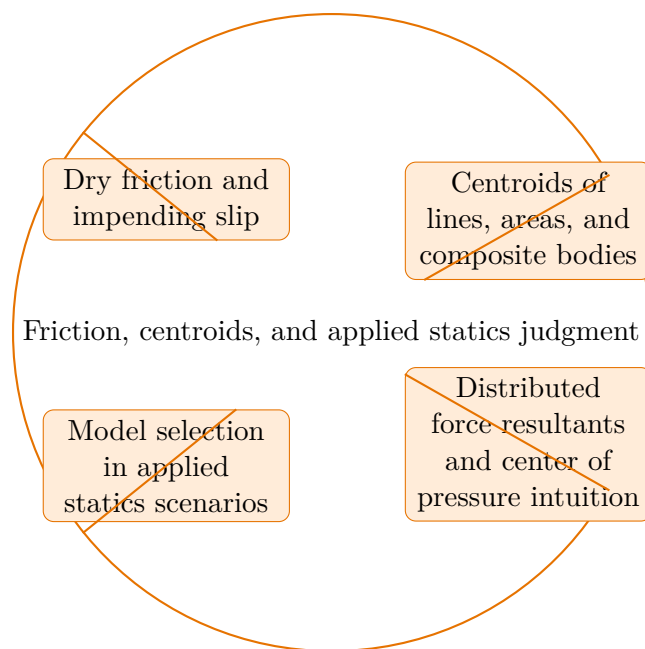 Dry friction and
impending slip
Centroids of
lines, areas, and
composite bodies
Friction, centroids, and applied statics judgment
Model selection
in applied
statics scenarios
Distributed
force resultants
and center of
pressure intuition